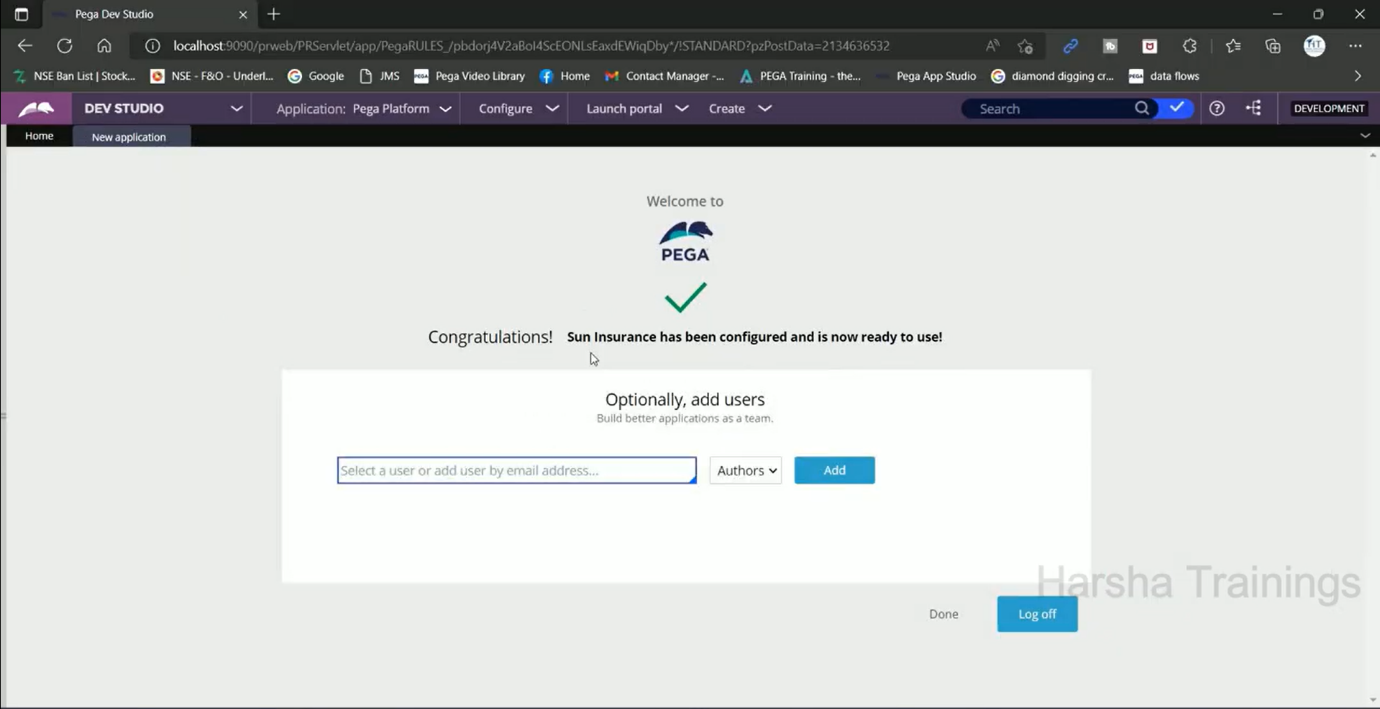 Pega Dev Studio
localhost:9090/prweb/PRServlet/app/PegaRULES_/pbdorj4V2aBoI4ScEONLsEaxdEWiqDby*/!STANDARD?pzPostData=2134636532
NSE Ban List | Stock... NSE - F&O - Underl... Google JMS Pega Video Library Home Contact Manager -... PEGA Training - the... Pega App Studio diamond digging cr... data flows
DEV STUDIO Application: Pega Platform Configure Launch portal Create Search DEVELOPMENT
Home New application
Welcome to
PEGA
Congratulations! Sun Insurance has been configured and is now ready to use!
Optionally, add users
Build better applications as a team.
Select a user or add user by email address... Authors Add
Harsha Trainings
Done Log off